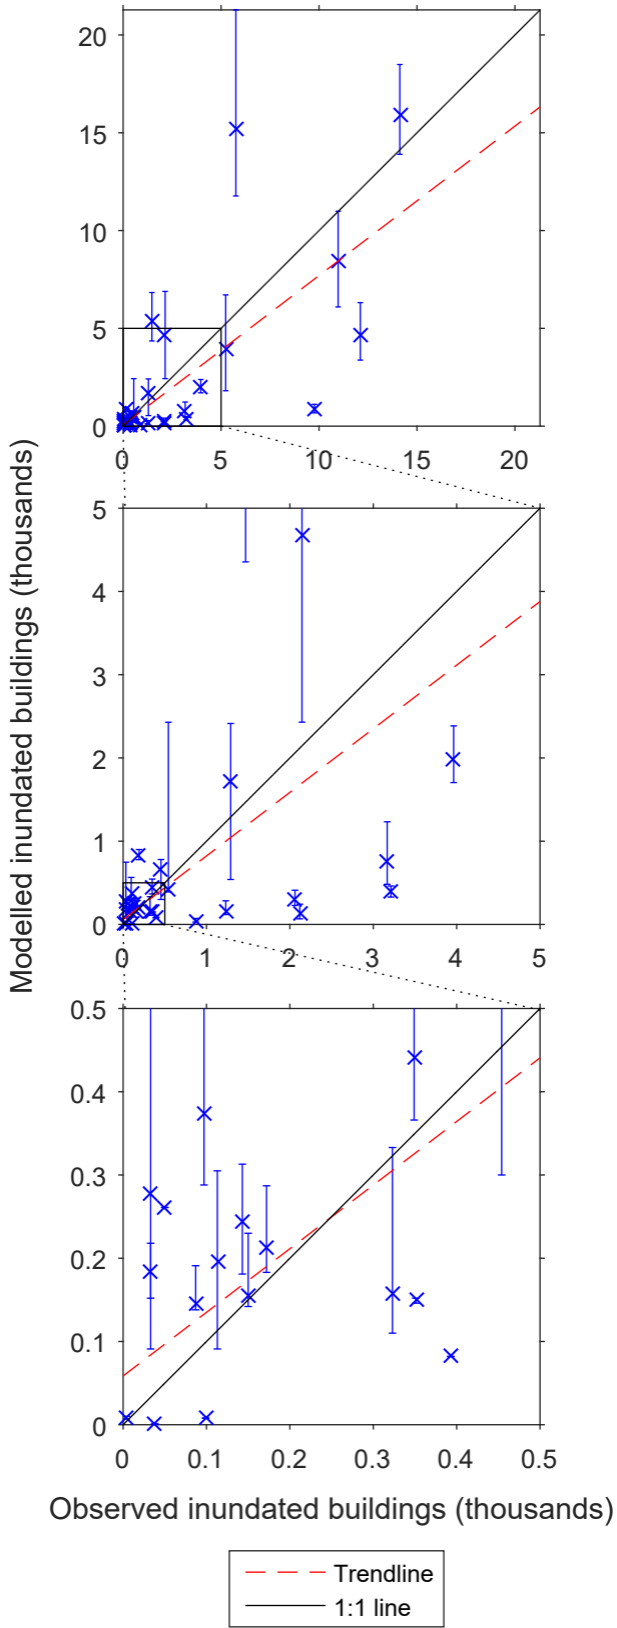 Modelled inundated buildings (thousands)
20
15
10
5
0
0 5 10 15 20
5
4
3
2
1
0
0 1 2 3 4 5
0.5
0.4
0.3
0.2
0.1
0
0 0.1 0.2 0.3 0.4 0.5
Observed inundated buildings (thousands)
Trendline
1:1 line